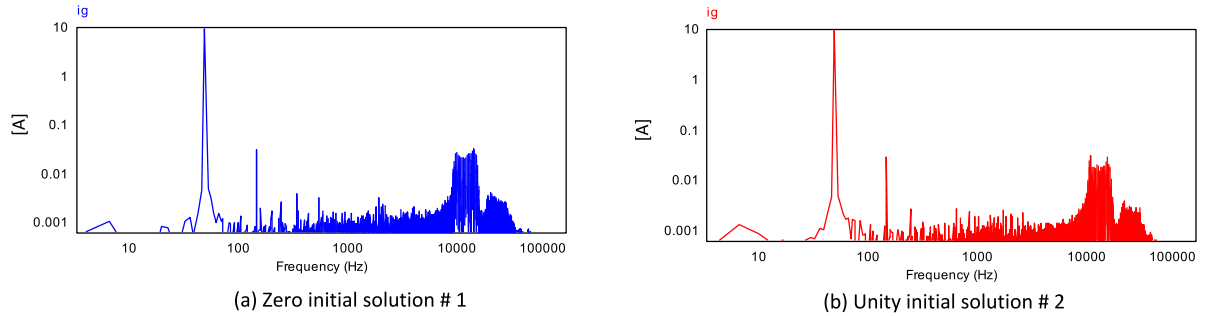 ig
10
1
0.1
0.01
0.001
[A]
10 100 1000 10000 100000
Frequency (Hz)
(a) Zero initial solution # 1
ig
10
1
0.1
0.01
0.001
[A]
10 100 1000 10000 100000
Frequency (Hz)
(b) Unity initial solution # 2